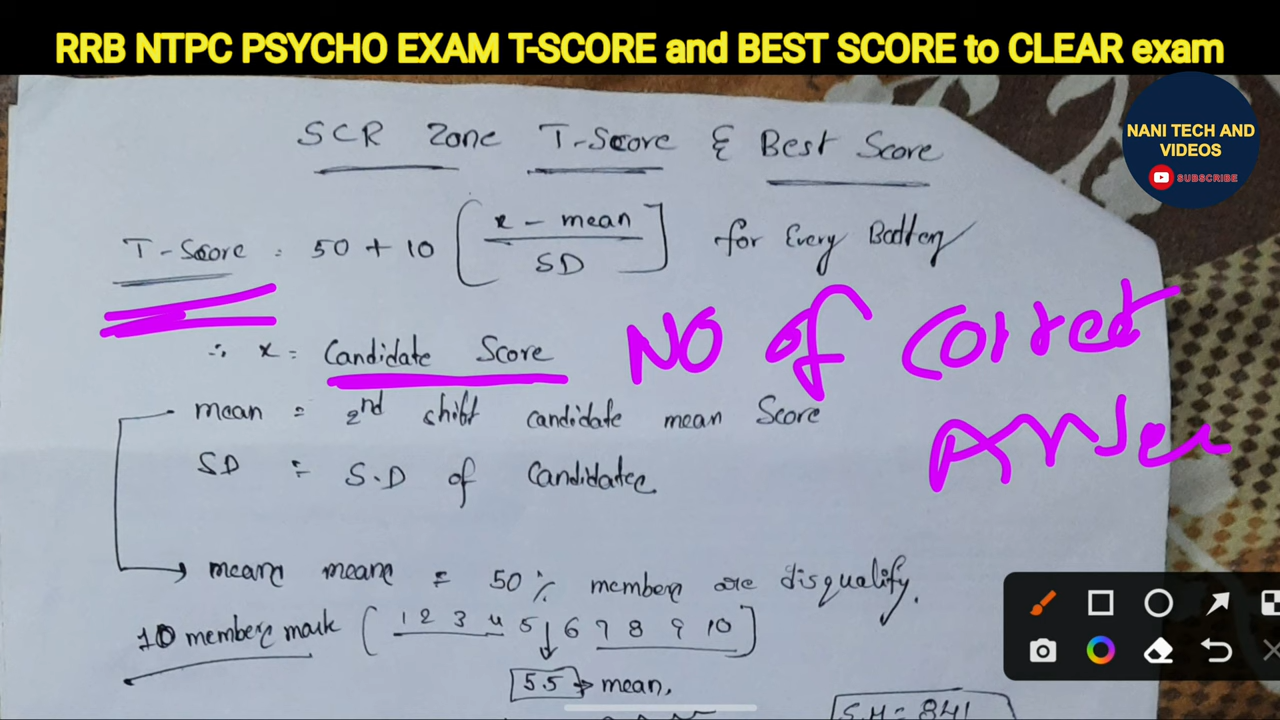 RRB NTPC PSYCHO EXAM T-SCORE and BEST SCORE to CLEAR exam
NANI TECH AND
VIDEOS
SUBSCRIBE
SCR Zone T-Score & Best Score
T-Score = 50 + 10 [ x - mean / SD ] for Every Battery
∴ x = Candidate Score NO of Correct
Answer
mean = 2nd shift candidate mean Score
SD = S.D of Candidate
mean means = 50% members are disqualify.
10 members mark ( 1 2 3 4 5 6 7 8 9 10 )
5.5 → mean.
S.M = 841